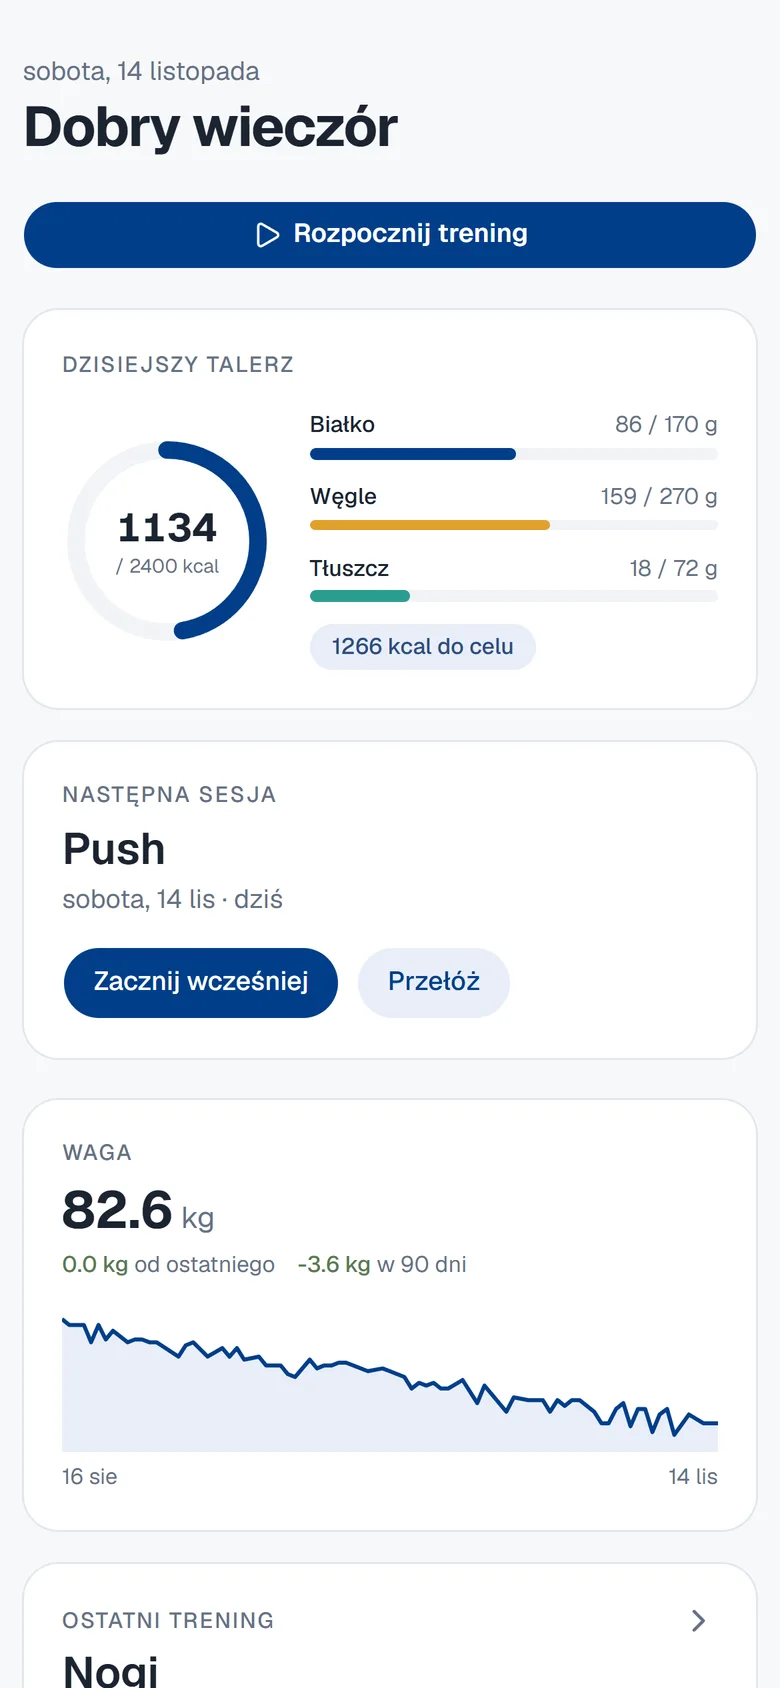 sobota, 14 listopada
Dobry wieczór
Rozpocznij trening
DZISIEJSZY TALERZ
1134
/ 2400 kcal
Białko 86 / 170 g
Węgle 159 / 270 g
Tłuszcz 18 / 72 g
1266 kcal do celu
NASTĘPNA SESJA
Push
sobota, 14 lis · dziś
Zacznij wcześniej Przełóż
WAGA
82.6 kg
0.0 kg od ostatniego -3.6 kg w 90 dni
16 sie 14 lis
OSTATNI TRENING
Nogi